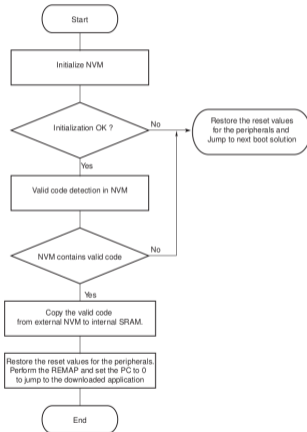 Start
Initialize NVM
Initialization OK ?
No
Restore the reset values
for the peripherals and
Jump to next boot solution
Yes
Valid code detection in NVM
NVM contains valid code
No
Yes
Copy the valid code
from external NVM to internal SRAM.
Restore the reset values for the peripherals.
Perform the REMAP and set the PC to 0
to jump to the downloaded application
End